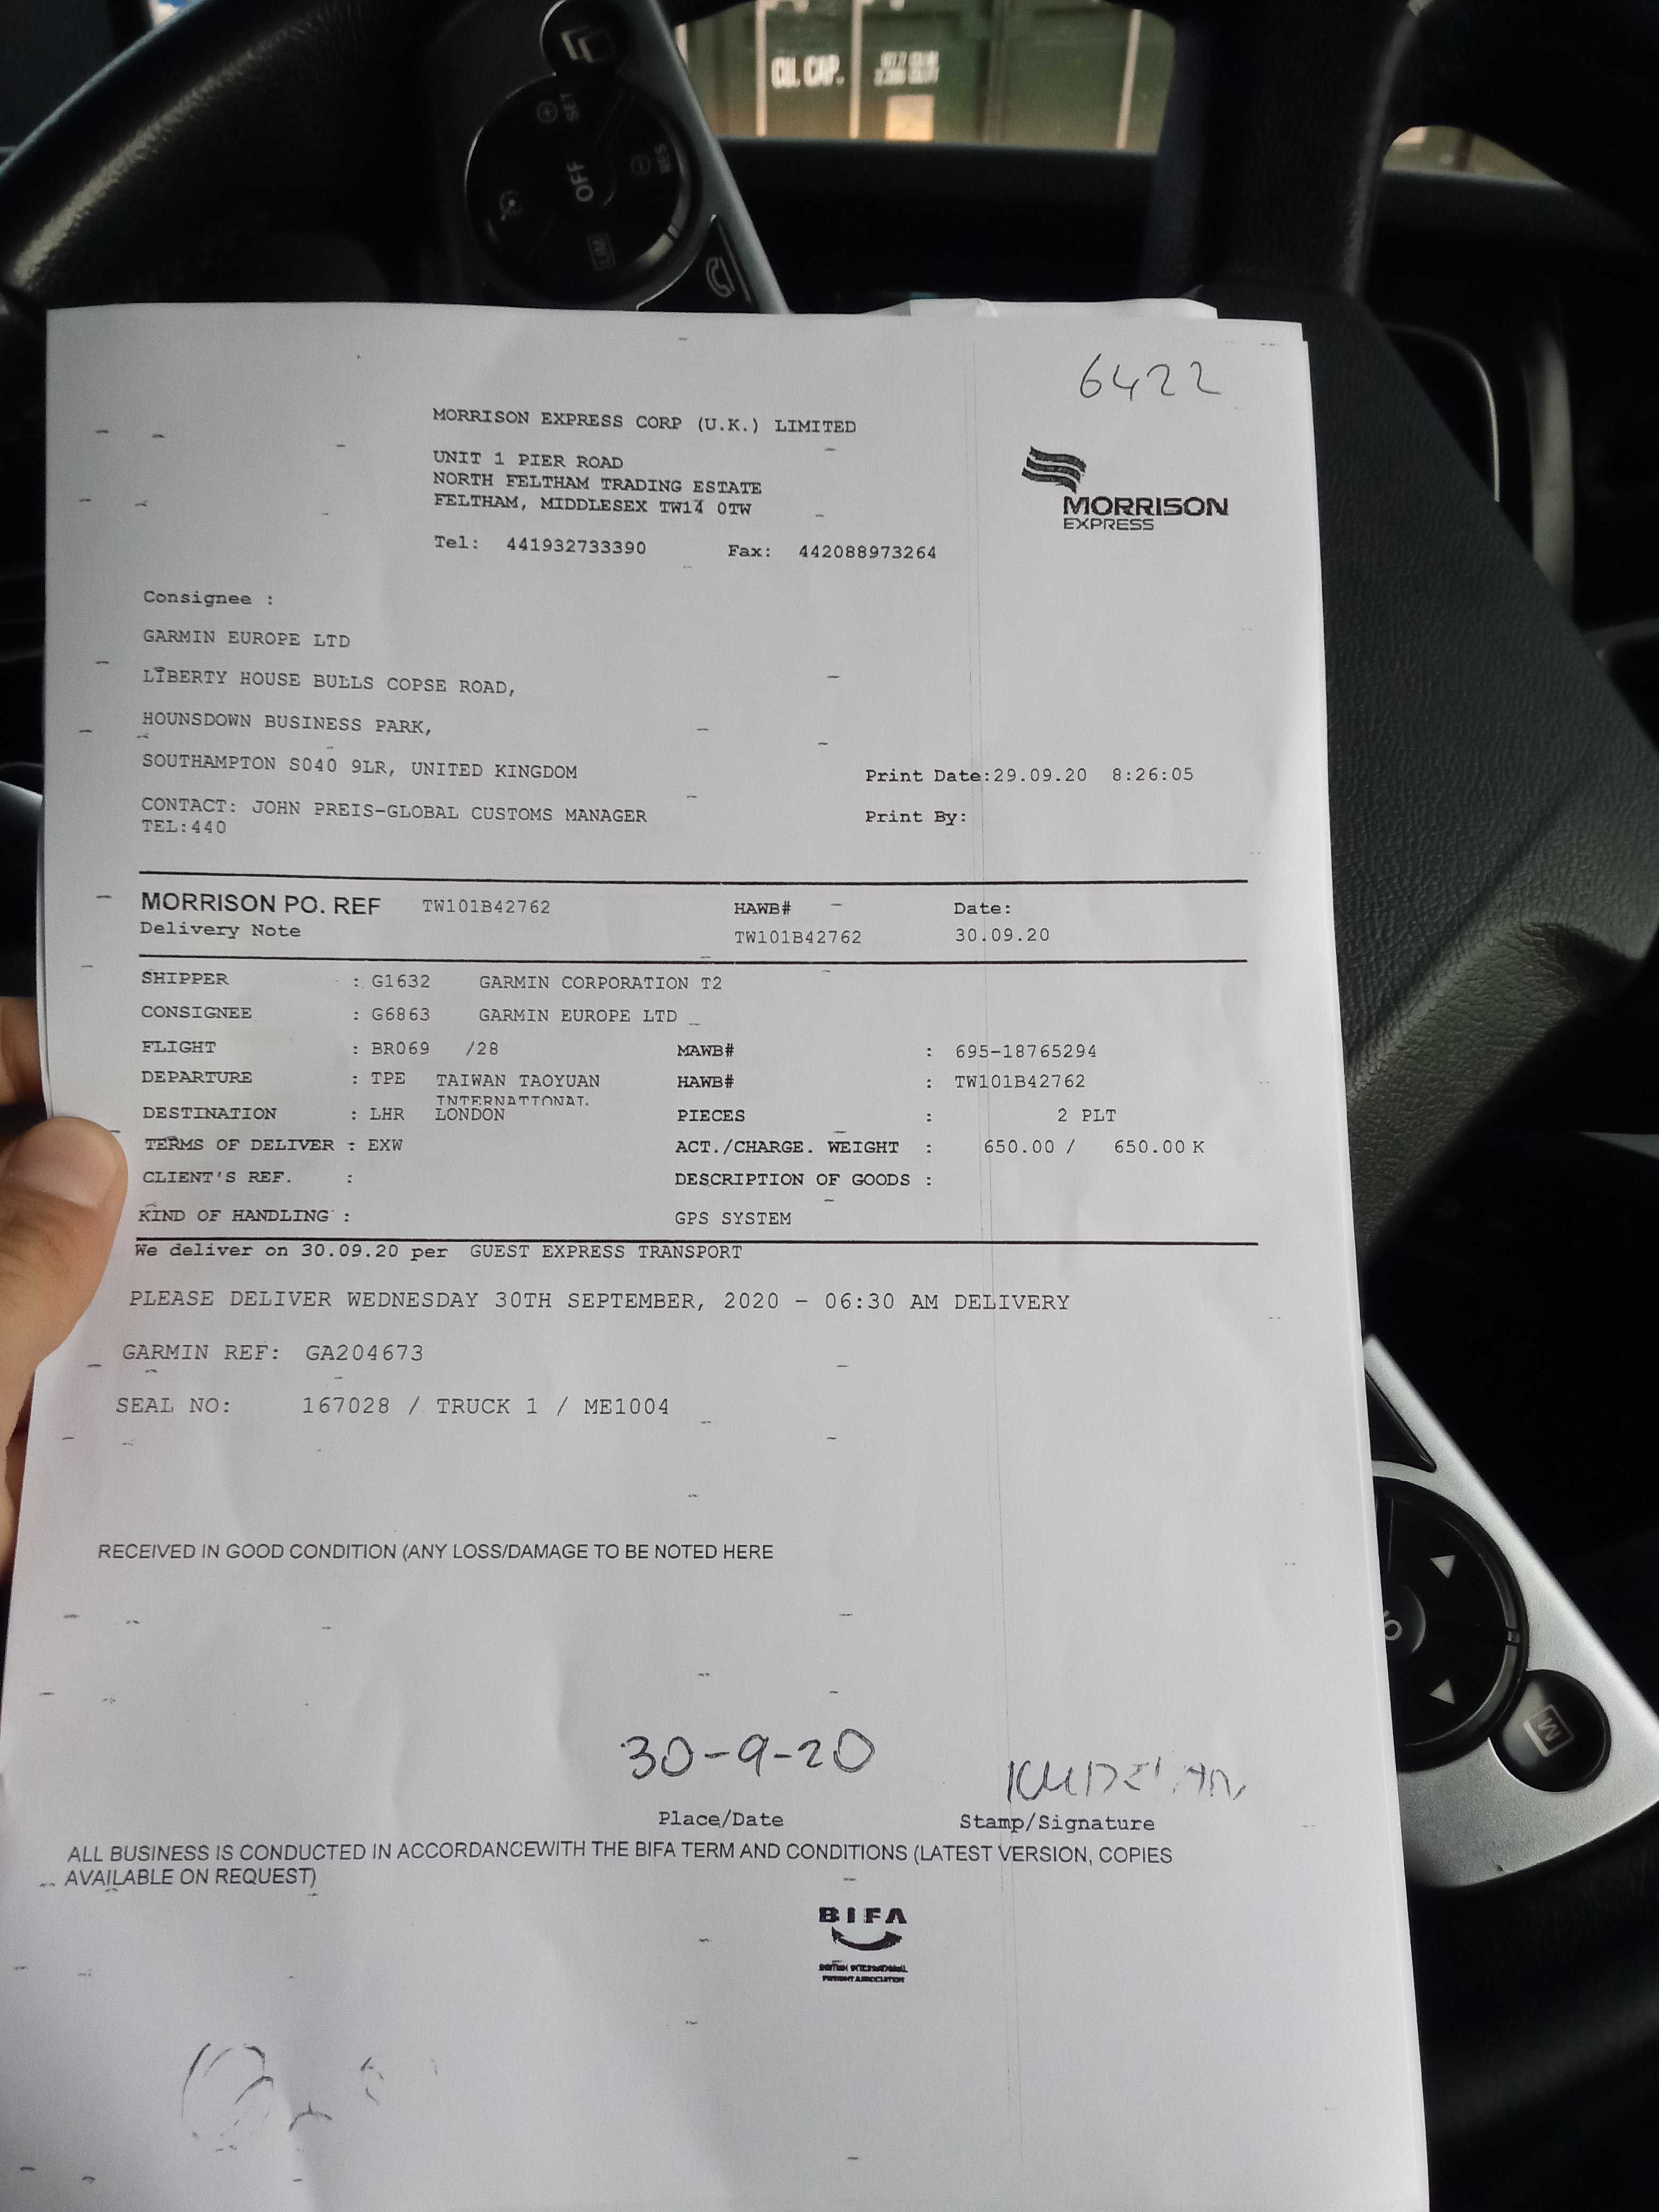 OIL CAP.
SET
OFF
RES
LIM
6422
MORRISON EXPRESS CORP (U.K.) LIMITED
UNIT 1 PIER ROAD
NORTH FELTHAM TRADING ESTATE
FELTHAM, MIDDLESEX TW14 0TW
MORRISON
EXPRESS
Tel: 441932733390 Fax: 442088973264
Consignee :
GARMIN EUROPE LTD
LIBERTY HOUSE BULLS COPSE ROAD,
HOUNSDOWN BUSINESS PARK,
SOUTHAMPTON SO40 9LR, UNITED KINGDOM
Print Date:29.09.20 8:26:05
CONTACT: JOHN PREIS-GLOBAL CUSTOMS MANAGER
Print By:
TEL:440
MORRISON PO. REF TW101B42762 HAWB# Date:
Delivery Note TW101B42762 30.09.20
SHIPPER : G1632 GARMIN CORPORATION T2
CONSIGNEE : G6863 GARMIN EUROPE LTD
FLIGHT : BR069 /28 MAWB# : 695-18765294
DEPARTURE : TPE TAIWAN TAOYUAN HAWB# : TW101B42762
INTERNATIONAL
DESTINATION : LHR LONDON PIECES : 2 PLT
TERMS OF DELIVER : EXW ACT./CHARGE. WEIGHT : 650.00 / 650.00 K
CLIENT'S REF. : DESCRIPTION OF GOODS :
KIND OF HANDLING : GPS SYSTEM
We deliver on 30.09.20 per GUEST EXPRESS TRANSPORT
PLEASE DELIVER WEDNESDAY 30TH SEPTEMBER, 2020 - 06:30 AM DELIVERY
GARMIN REF: GA204673
SEAL NO: 167028 / TRUCK 1 / ME1004
RECEIVED IN GOOD CONDITION (ANY LOSS/DAMAGE TO BE NOTED HERE
30-9-20
Place/Date Stamp/Signature
ALL BUSINESS IS CONDUCTED IN ACCORDANCEWITH THE BIFA TERM AND CONDITIONS (LATEST VERSION, COPIES
AVAILABLE ON REQUEST)
BIFA
BRITISH INTERNATIONAL
FREIGHT ASSOCIATION
M